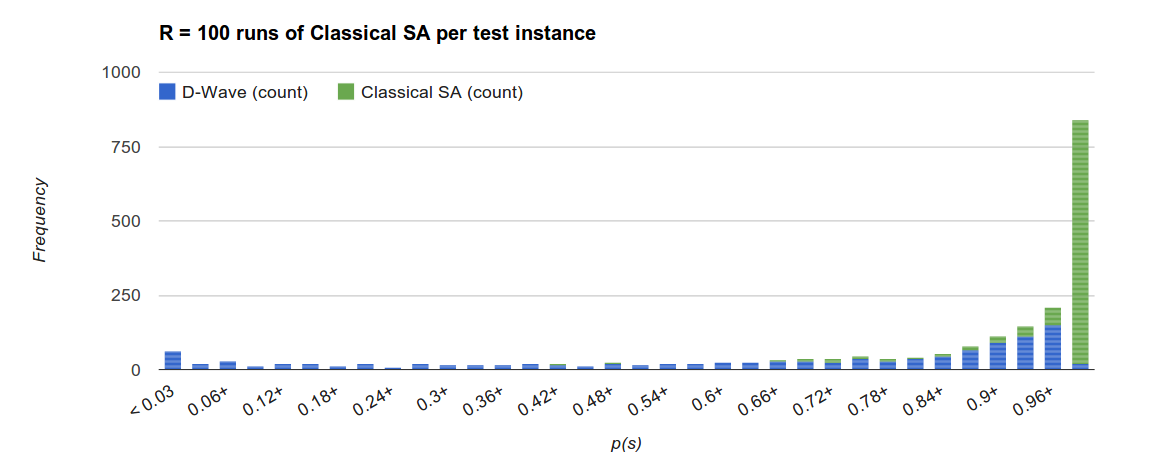 R = 100 runs of Classical SA per test instance
1000
D-Wave (count) Classical SA (count)
750
500
250
0
Frequency
< 0.03 0.06+ 0.12+ 0.18+ 0.24+ 0.3+ 0.36+ 0.42+ 0.48+ 0.54+ 0.6+ 0.66+ 0.72+ 0.78+ 0.84+ 0.9+ 0.96+
p(s)